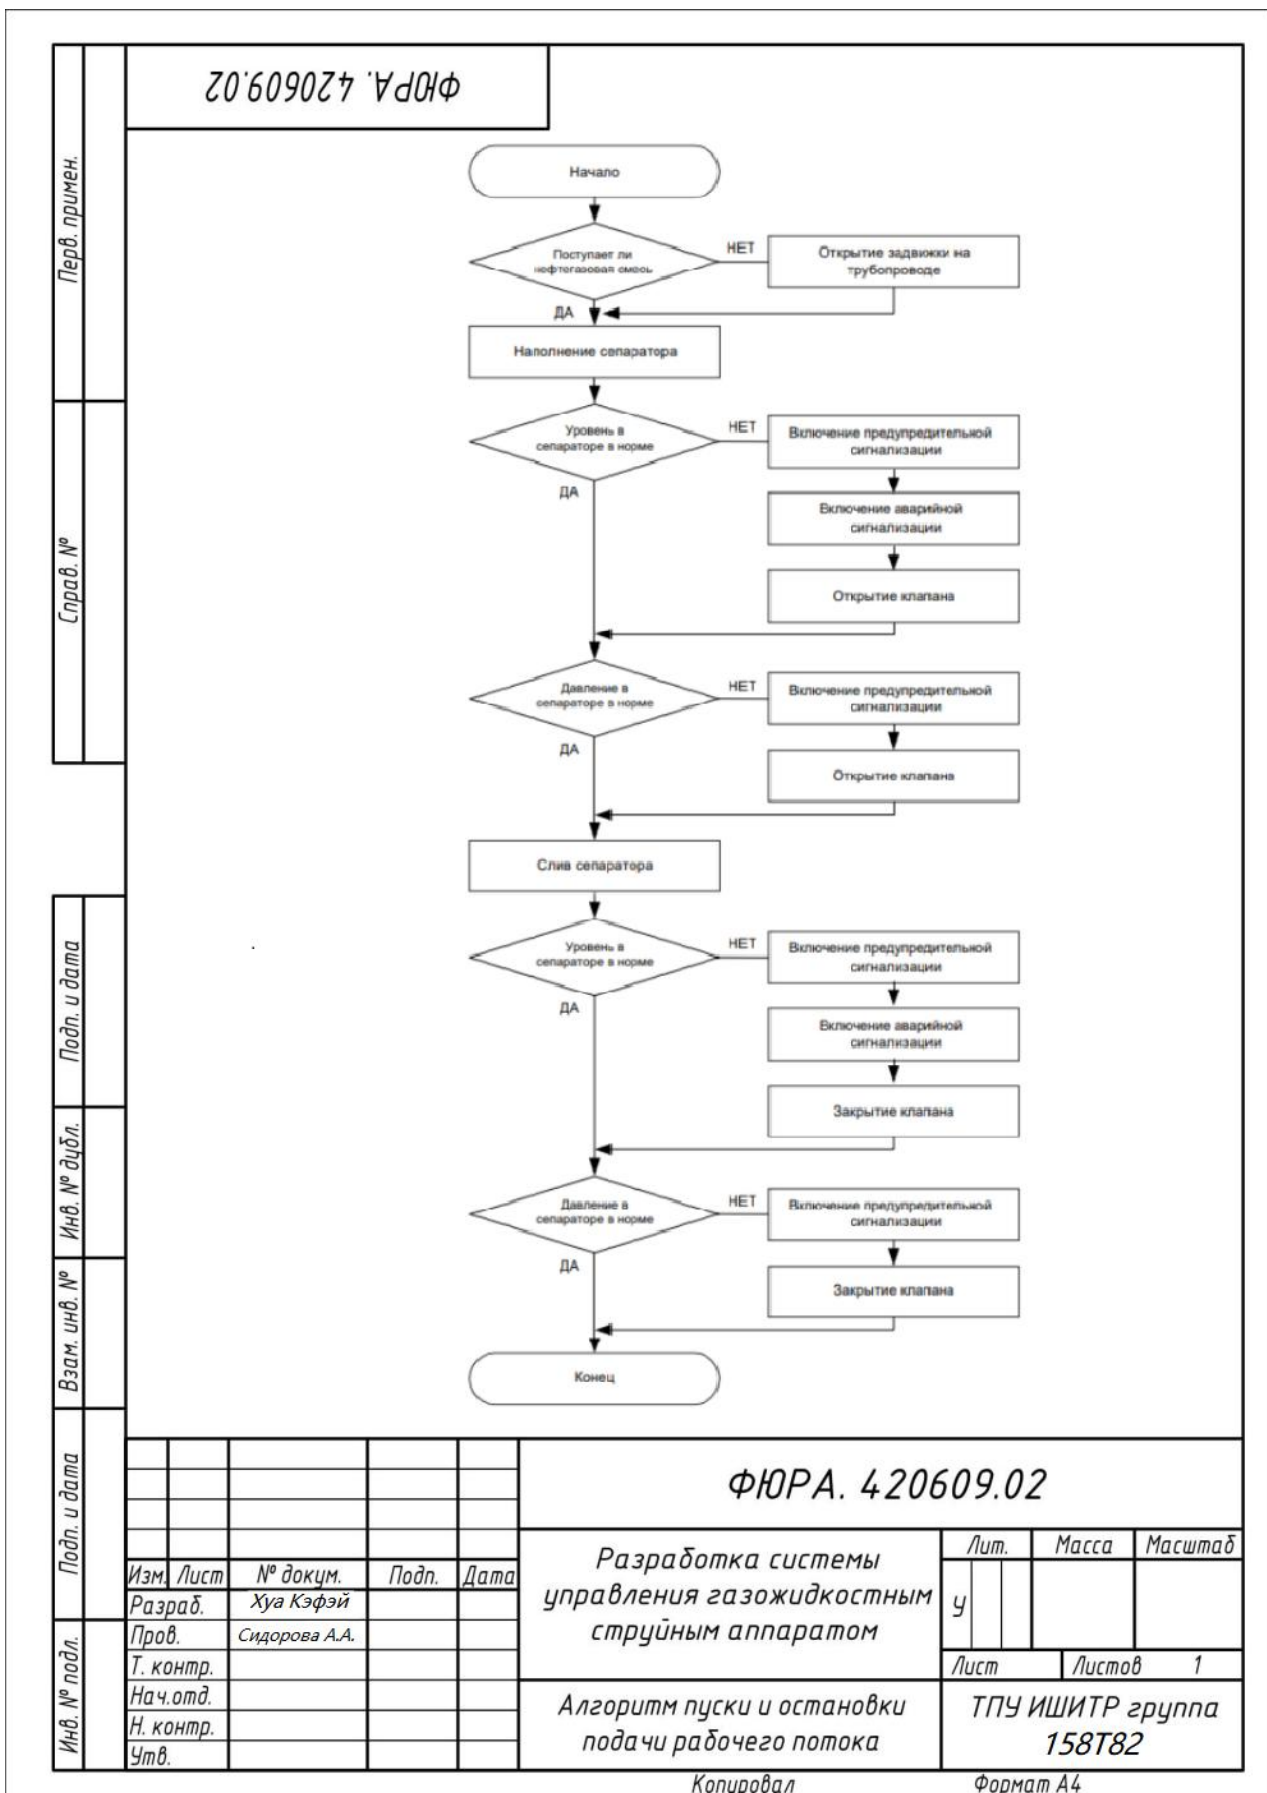 ФЮРА. 420609.02
Перв. примен.
Справ. №
Подп. и дата
Инв. № дубл.
Взам. инв. №
Подп. и дата
Инв. № подл.
Начало
Поступает ли
нефтегазовая смесь
НЕТ
Открытие задвижки на
трубопроводе
ДА
Наполнение сепаратора
Уровень в
сепараторе в норме
НЕТ
Включение предупредительной
сигнализации
ДА
Включение аварийной
сигнализации
Открытие клапана
Давление в
сепараторе в норме
НЕТ
Включение предупредительной
сигнализации
ДА
Открытие клапана
Слив сепаратора
Уровень в
сепараторе в норме
НЕТ
Включение предупредительной
сигнализации
ДА
Включение аварийной
сигнализации
Закрытие клапана
Давление в
сепараторе в норме
НЕТ
Включение предупредительной
сигнализации
ДА
Закрытие клапана
Конец
ФЮРА. 420609.02
Изм. Лист № докум. Подп. Дата
Разраб. Хуа Кэфэй
Пров. Сидорова А.А.
Т. контр.
Нач.отд.
Н. контр.
Утв.
Разработка системы
управления газожидкостным
струйным аппаратом
Лит. Масса Масштаб
У
Лист Листов 1
Алгоритм пуски и остановки
подачи рабочего потока
ТПУ ИШИТР группа
158Т82
Копировал Формат А4